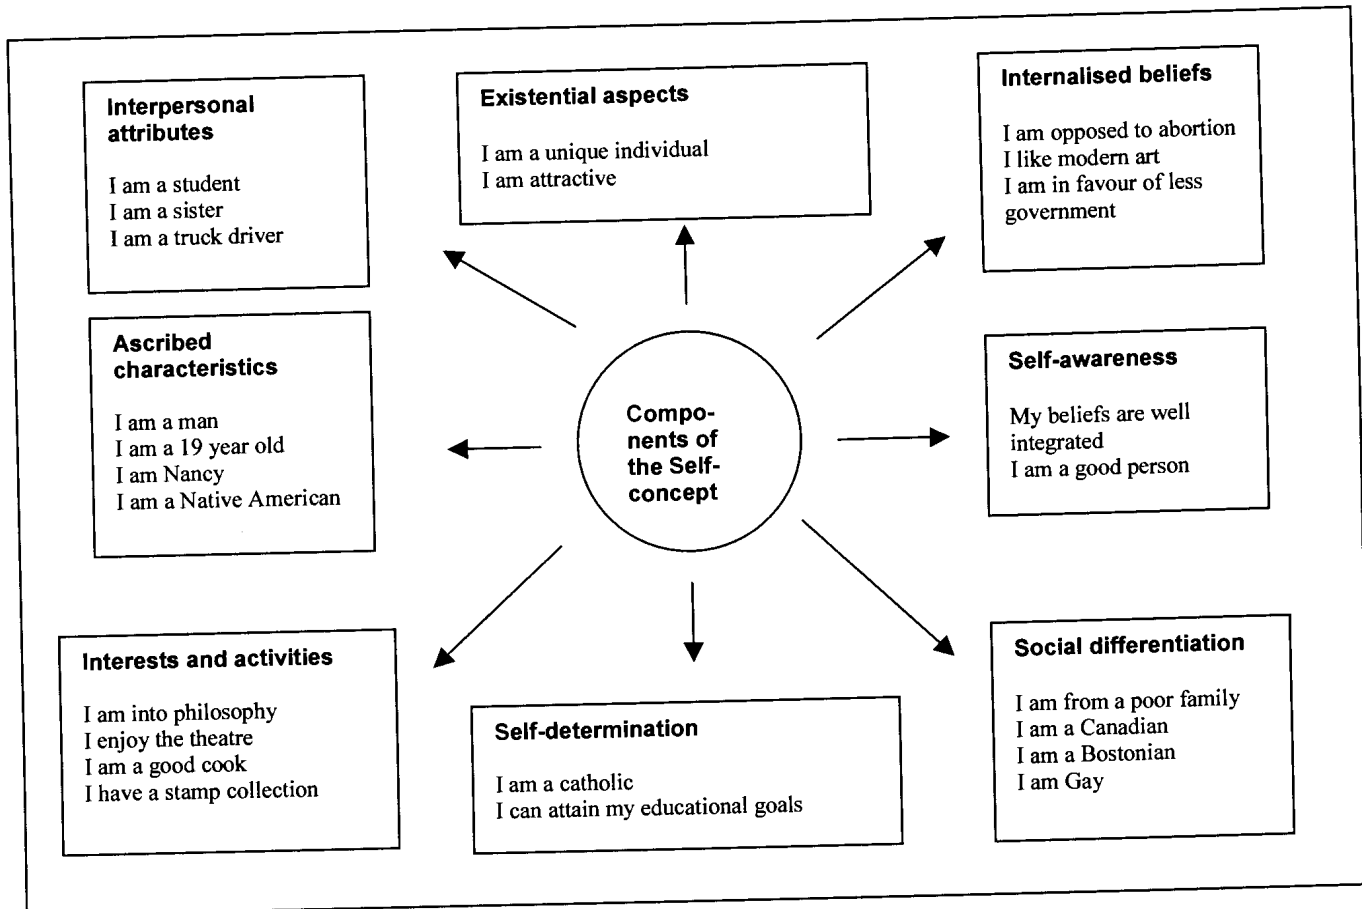 Interpersonal
attributes
I am a student
I am a sister
I am a truck driver
Existential aspects
I am a unique individual
I am attractive
Internalised beliefs
I am opposed to abortion
I like modern art
I am in favour of less
government
Ascribed
characteristics
I am a man
I am a 19 year old
I am Nancy
I am a Native American
Compo-
nents of
the Self-
concept
Self-awareness
My beliefs are well
integrated
I am a good person
Interests and activities
I am into philosophy
I enjoy the theatre
I am a good cook
I have a stamp collection
Self-determination
I am a catholic
I can attain my educational goals
Social differentiation
I am from a poor family
I am a Canadian
I am a Bostonian
I am Gay